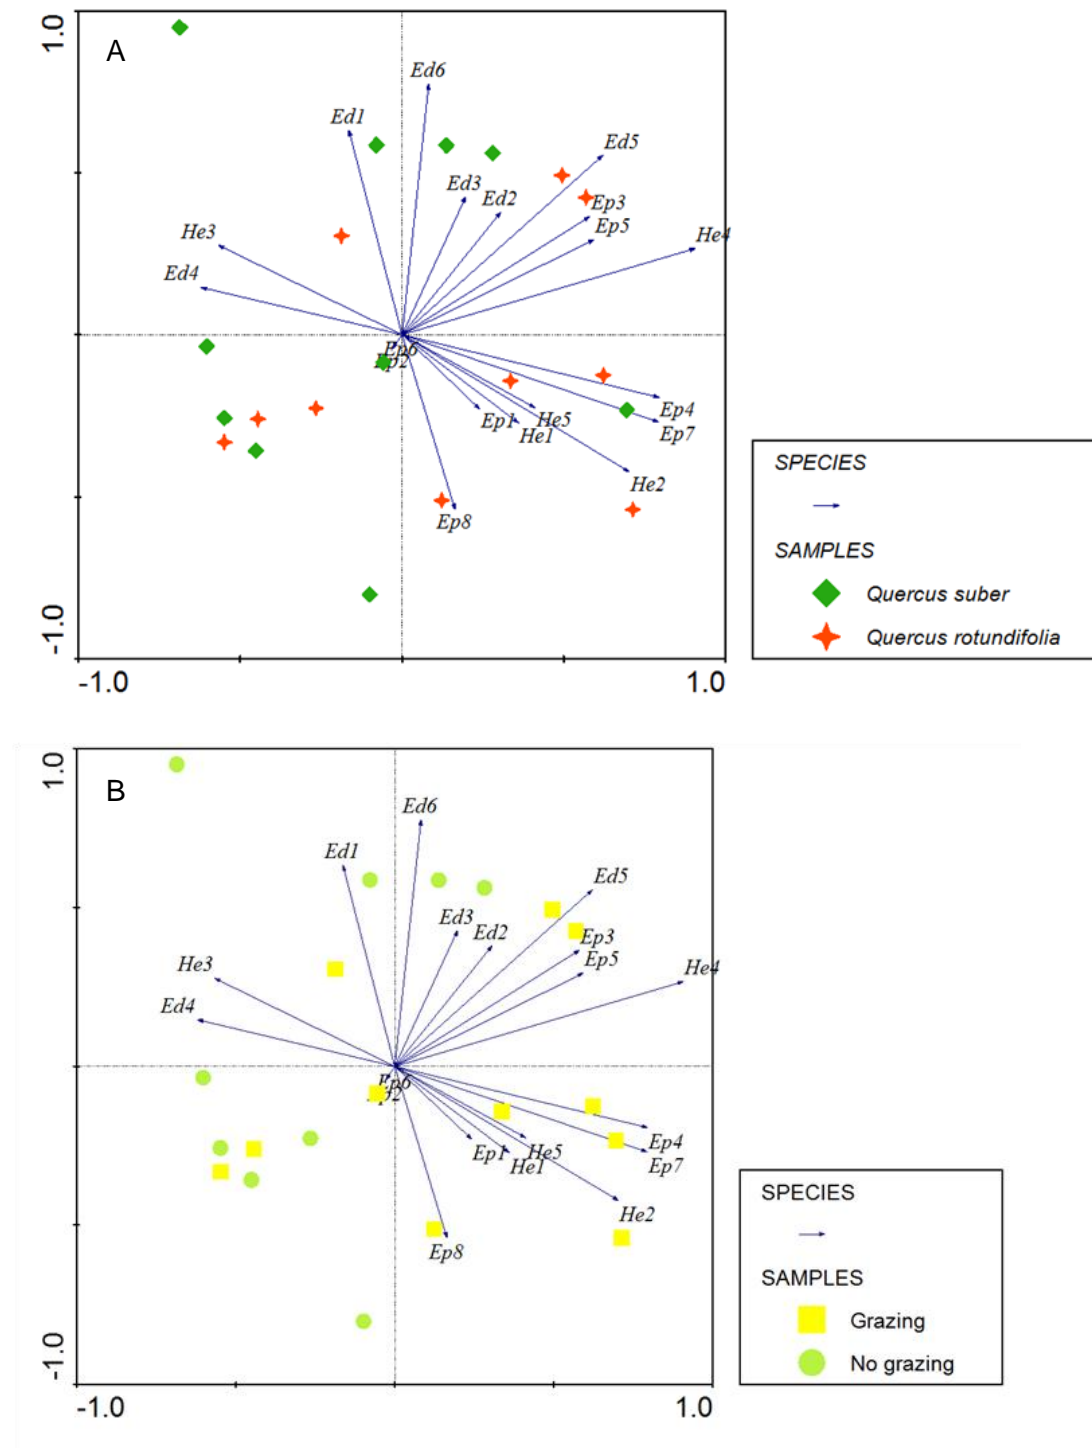 1.0
A
Ed6
Ed1
Ed5
Ed3
Ed2
Ep3
Ep5
He4
He3
Ed4
Ep6
Ep2
Ep1
He5
He1
Ep4
Ep7
He2
Ep8
-1.0
-1.0
1.0
SPECIES
SAMPLES
Quercus suber
Quercus rotundifolia
1.0
B
Ed6
Ed1
Ed5
Ed3
Ed2
Ep3
Ep5
He4
He3
Ed4
Ep6
Ep1
He5
He1
Ep4
Ep7
He2
Ep8
-1.0
-1.0
1.0
SPECIES
SAMPLES
Grazing
No grazing